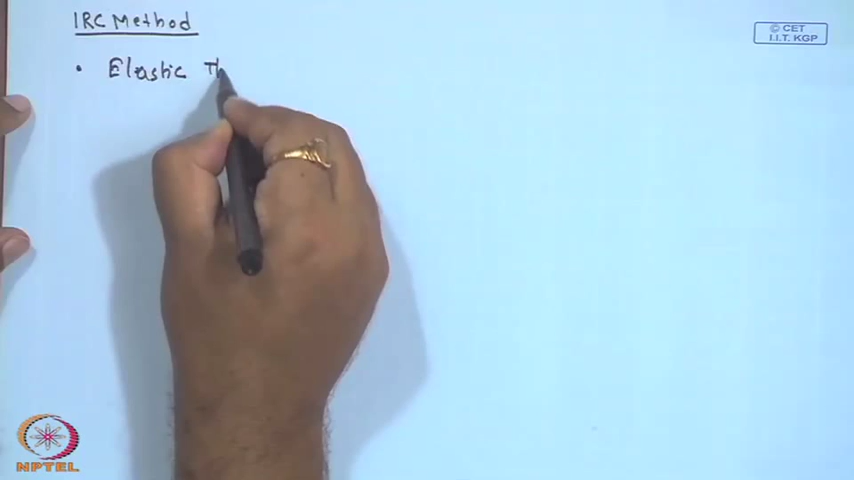 IRC Method
© CET
I.I.T. KGP
• Elastic Th
NPTEL